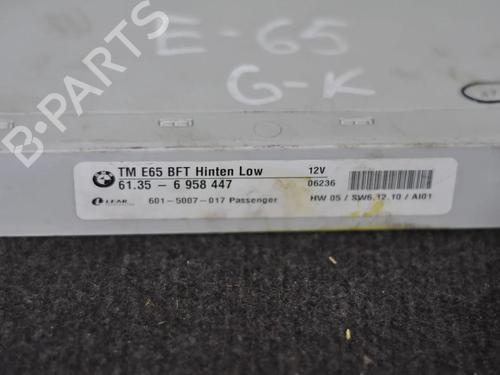 E-65
G-K
B-PARTS
TM E65 BFT Hinten Low 12V
61.35 - 6 958 447 06236
LEAR 601-5007-017 Passenger HW 05 / SW6.12.10 / AI01